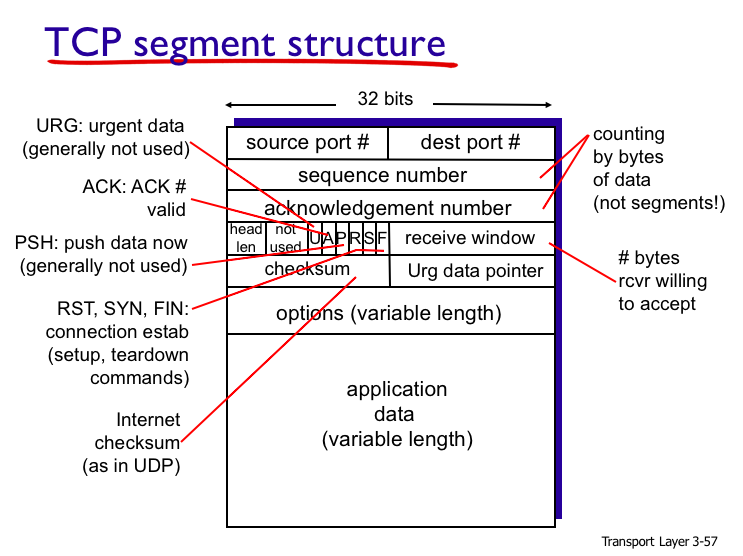 TCP segment structure
32 bits
URG: urgent data
(generally not used)
ACK: ACK #
valid
PSH: push data now
(generally not used)
RST, SYN, FIN:
connection estab
(setup, teardown
commands)
Internet
checksum
(as in UDP)
source port #
dest port #
sequence number
acknowledgement number
head
len
not
used
U A P R S F
receive window
checksum
Urg data pointer
options (variable length)
application
data
(variable length)
counting
by bytes
of data
(not segments!)
# bytes
rcvr willing
to accept
Transport Layer 3-57